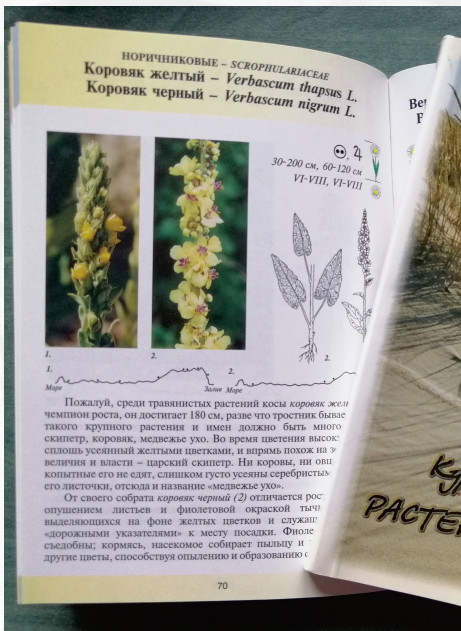 НОРИЧНИКОВЫЕ – SCROPHULARIACEAE
Коровяк желтый – Verbascum thapsus L.
Коровяк черный – Verbascum nigrum L.
30-200 см, 60-120 см
VI-VIII, VI-VIII
1.
2.
2.
1.
2.
Море
Залив
Море
Пожалуй, среди травянистых растений косы коровяк жел
чемпион роста, он достигает 180 см, разве что тростник бывае
такого крупного растения и имен должно быть много
скипетр, коровяк, медвежье ухо. Во время цветения высок
сплошь усеянный желтыми цветками, и впрямь похож на
величия и власти – царский скипетр. Ни коровы, ни овц
копытные его не едят, слишком густо усеяны серебристым
его листочки, отсюда и название «медвежье ухо».
От своего собрата коровяк черный (2) отличается рос
опушением листьев и фиолетовой окраской тыч
выделяющихся на фоне желтых цветков и служащ
«дорожными указателями» к месту посадки. Фиоле
съедобны; кормясь, насекомое собирает пыльцу и
другие цветы, способствуя опылению и образованию
70
Ве
РАСТЕ